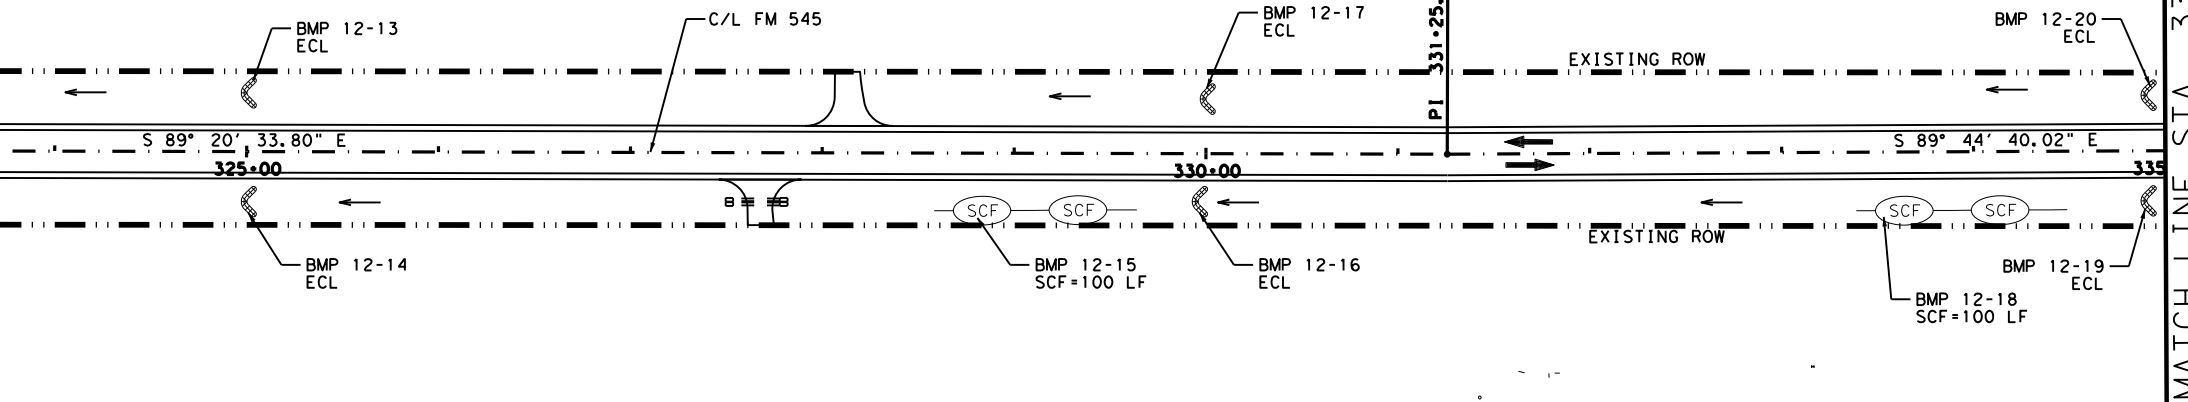 BMP 12-13
ECL
C/L FM 545
BMP 12-17
ECL
PI 331+25.
EXISTING ROW
BMP 12-20
ECL
S 89° 20' 33.80" E
325+00
330+00
S 89° 44' 40.02" E
335
SCF
SCF
SCF
SCF
EXISTING ROW
BMP 12-14
ECL
BMP 12-15
SCF=100 LF
BMP 12-16
ECL
BMP 12-18
SCF=100 LF
BMP 12-19
ECL
MATCH LINE STA 33